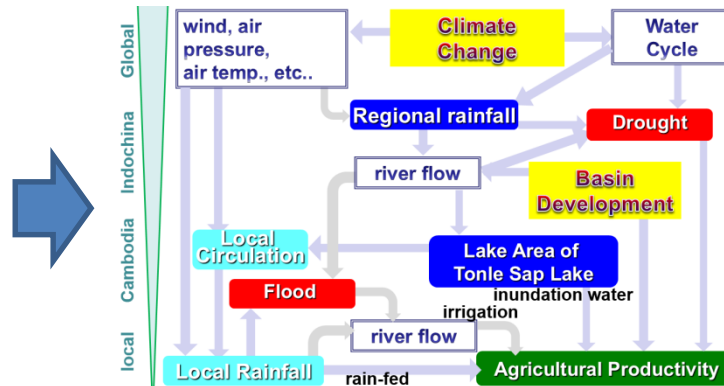 Global
Indochina
Cambodia
local
wind, air
pressure,
air temp., etc..
Climate
Change
Water
Cycle
Regional rainfall
Drought
river flow
Basin
Development
Local
Circulation
Lake Area of
Tonle Sap Lake
inundation water
Flood
irrigation
river flow
Local Rainfall
rain-fed
Agricultural Productivity